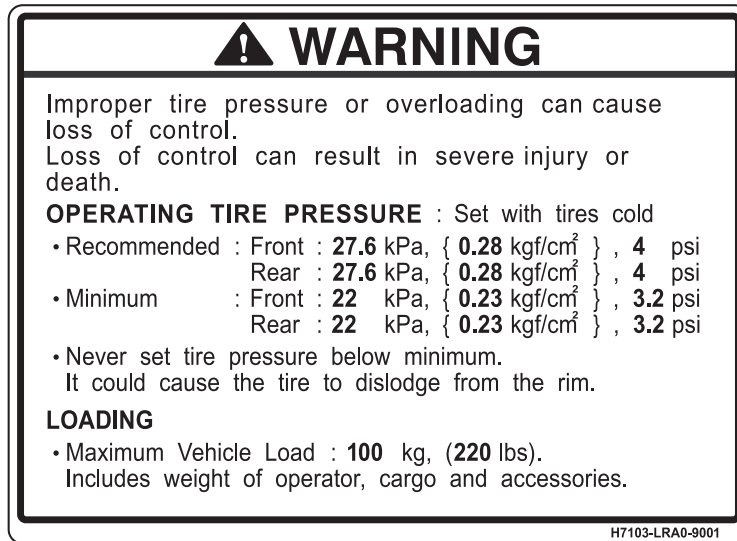 WARNING
Improper tire pressure or overloading can cause
loss of control.
Loss of control can result in severe injury or
death.
OPERATING TIRE PRESSURE : Set with tires cold
• Recommended : Front : 27.6 kPa, { 0.28 kgf/cm² } , 4 psi
Rear : 27.6 kPa, { 0.28 kgf/cm² } , 4 psi
• Minimum : Front : 22 kPa, { 0.23 kgf/cm² } , 3.2 psi
Rear : 22 kPa, { 0.23 kgf/cm² } , 3.2 psi
• Never set tire pressure below minimum.
It could cause the tire to dislodge from the rim.
LOADING
• Maximum Vehicle Load : 100 kg, (220 lbs).
Includes weight of operator, cargo and accessories.
H7103-LRA0-9001